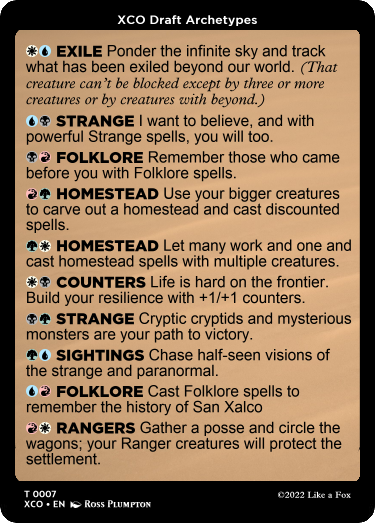 XCO Draft Archetypes
EXILE Ponder the infinite sky and track
what has been exiled beyond our world. (That
creature can't be blocked except by three or more
creatures or by creatures with beyond.)
STRANGE I want to believe, and with
powerful Strange spells, you will too.
FOLKLORE Remember those who came
before you with Folklore spells.
HOMESTEAD Use your bigger creatures
to carve out a homestead and cast discounted
spells.
HOMESTEAD Let many work and one and
cast homestead spells with multiple creatures.
COUNTERS Life is hard on the frontier.
Build your resilience with +1/+1 counters.
STRANGE Cryptic cryptids and mysterious
monsters are your path to victory.
SIGHTINGS Chase half-seen visions of
the strange and paranormal.
FOLKLORE Cast Folklore spells to
remember the history of San Xalco
RANGERS Gather a posse and circle the
wagons; your Ranger creatures will protect the
settlement.
T 0007
XCO • EN Ross Plumpton
©2022 Like a Fox